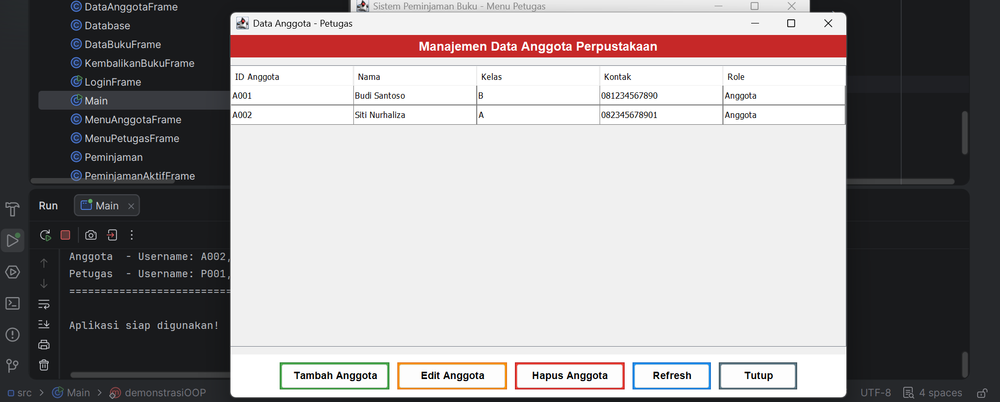 DataAnggotaFrame
Database
DataBukuFrame
KembalikanBukuFrame
LoginFrame
Main
MenuAnggotaFrame
MenuPetugasFrame
Peminjaman
PeminjamanAktifFrame
Sistem Peminjaman Buku - Menu Petugas
Data Anggota - Petugas
Manajemen Data Anggota Perpustakaan
ID Anggota Nama Kelas Kontak Role
A001 Budi Santoso B 081234567890 Anggota
A002 Siti Nurhaliza A 082345678901 Anggota
Tambah Anggota Edit Anggota Hapus Anggota Refresh Tutup
Run Main
Anggota  - Username: A002,
Petugas  - Username: P001,
==========================
Aplikasi siap digunakan!
src > Main > demonstrasiOOP
UTF-8 4 spaces